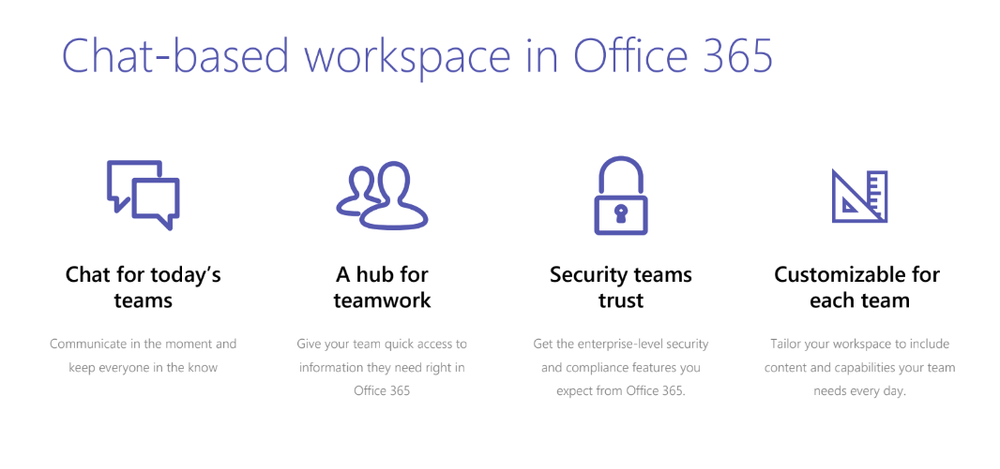 Chat-based workspace in Office 365
Chat for today’s
teams
Communicate in the moment and
keep everyone in the know
A hub for
teamwork
Give your team quick access to
information they need right in
Office 365
Security teams
trust
Get the enterprise-level security
and compliance features you
expect from Office 365.
Customizable for
each team
Tailor your workspace to include
content and capabilities your team
needs every day.